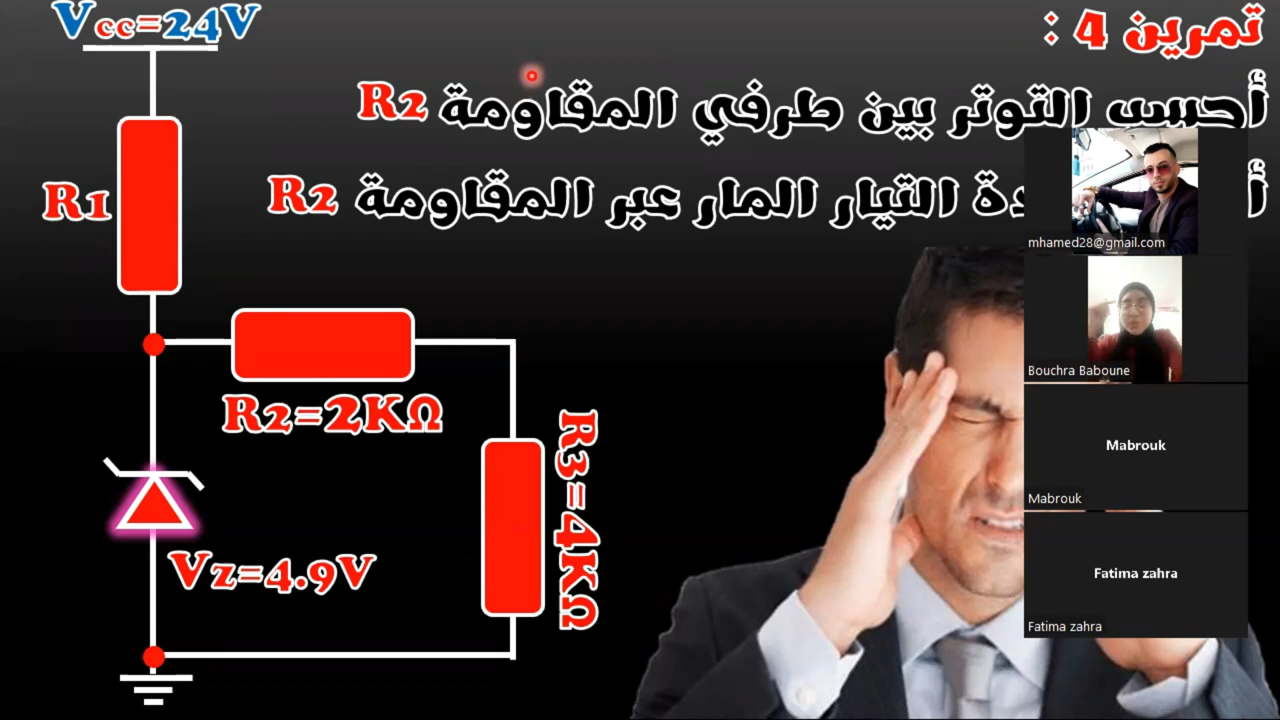 Vcc=24V
تمرين 4 :
أحسب التوتر بين طرفي المقاومة R2
التيار المار عبر المقاومة R2
R1
R2=2KΩ
R3=4KΩ
Vz=4.9V
mhamed28@gmail.com
Bouchra Baboune
Mabrouk
Mabrouk
Fatima zahra
Fatima zahra